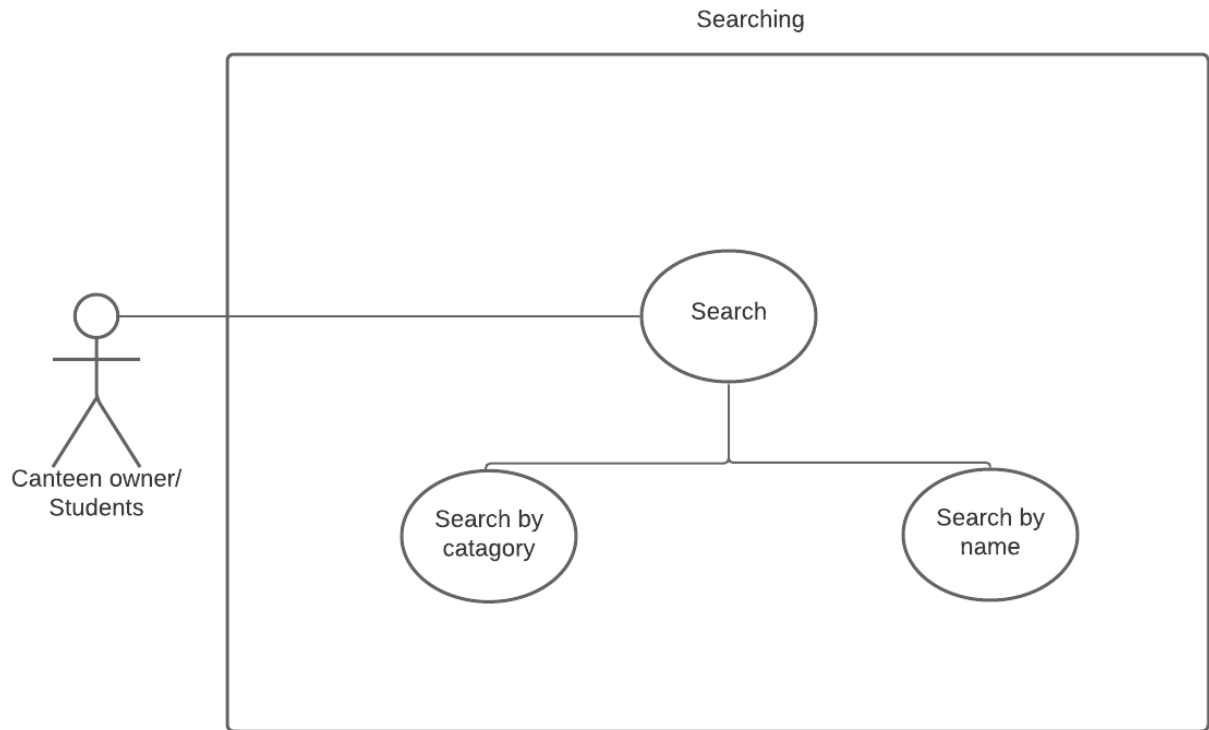 Searching
Search
Canteen owner/
Students
Search by
catagory
Search by
name